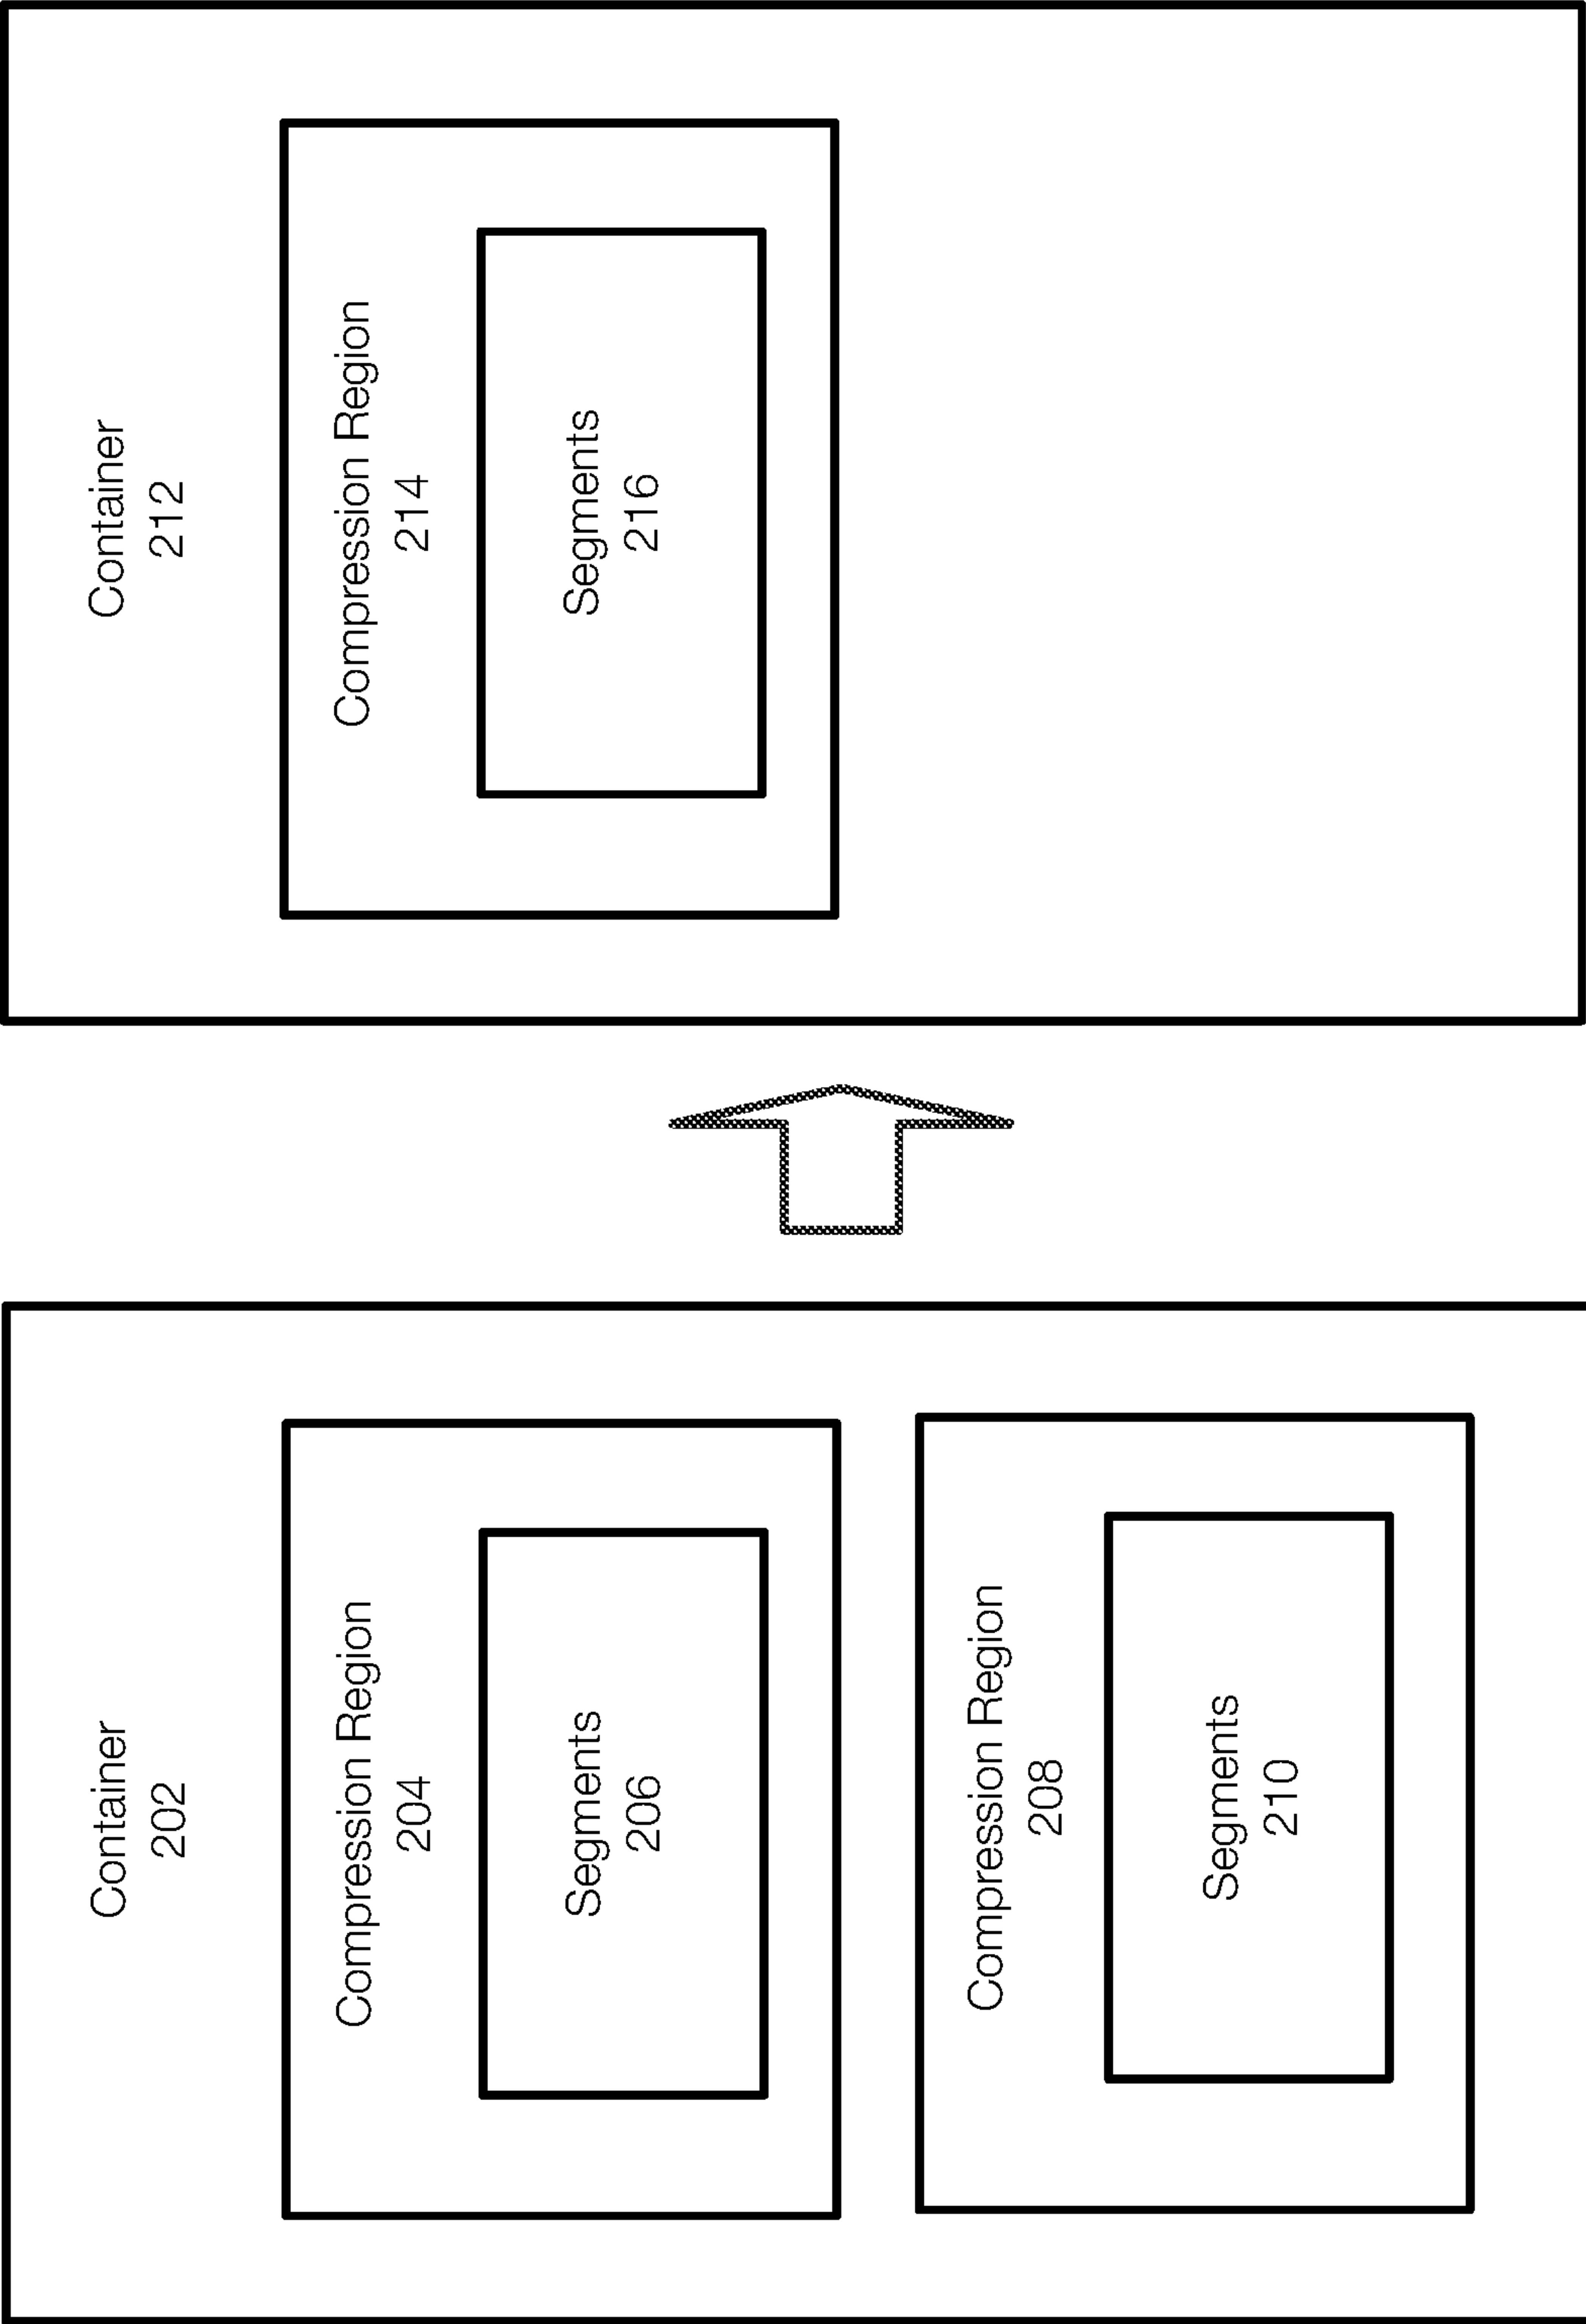 Container
202
Compression Region
204
Segments
206
Compression Region
208
Segments
210
Container
212
Compression Region
214
Segments
216